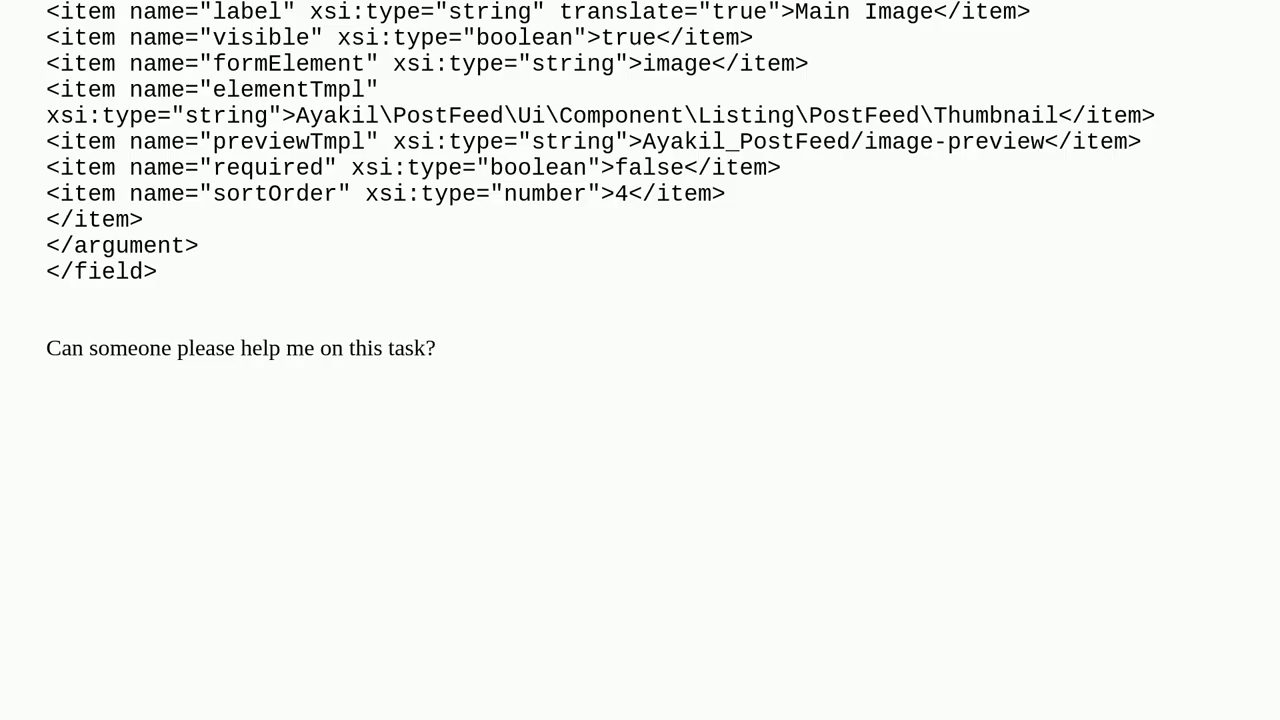 <item name="label" xsi:type="string" translate="true">Main Image</item>
<item name="visible" xsi:type="boolean">true</item>
<item name="formElement" xsi:type="string">image</item>
<item name="elementTmpl"
xsi:type="string">Ayakil\PostFeed\Ui\Component\Listing\PostFeed\Thumbnail</item>
<item name="previewTmpl" xsi:type="string">Ayakil_PostFeed/image-preview</item>
<item name="required" xsi:type="boolean">false</item>
<item name="sortOrder" xsi:type="number">4</item>
</item>
</argument>
</field>
Can someone please help me on this task?